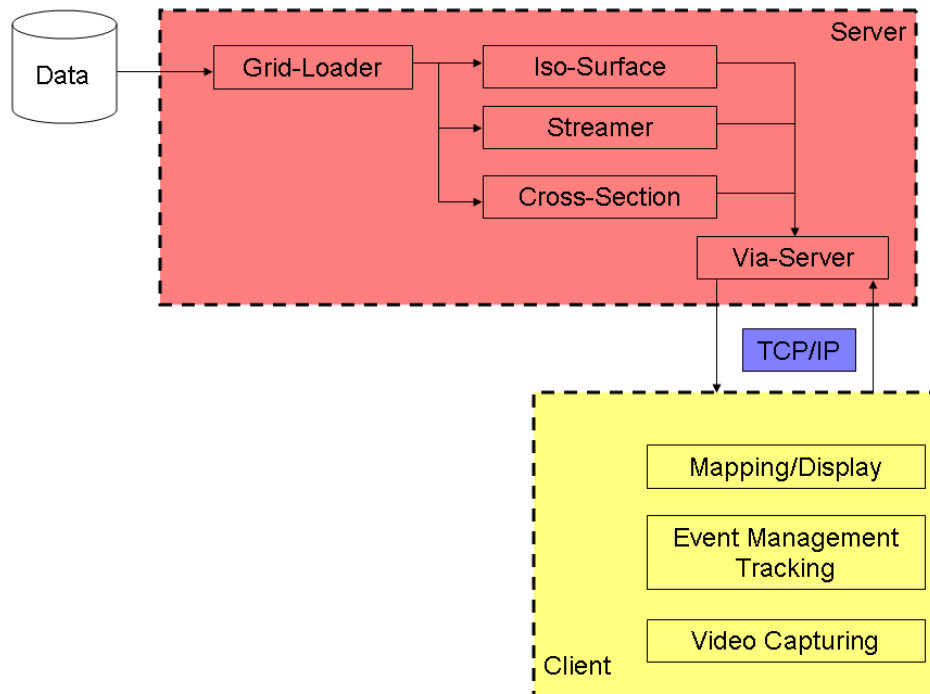 Server
Data
Grid-Loader
Iso-Surface
Streamer
Cross-Section
Via-Server
TCP/IP
Mapping/Display
Event Management
Tracking
Video Capturing
Client